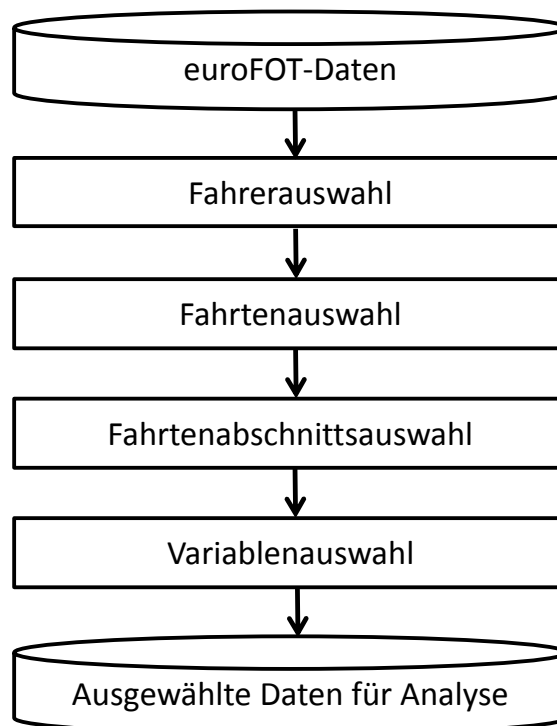 euroFOT-Daten
Fahrerauswahl
Fahrtenauswahl
Fahrtenabschnittsauswahl
Variablenauswahl
Ausgewählte Daten für Analyse